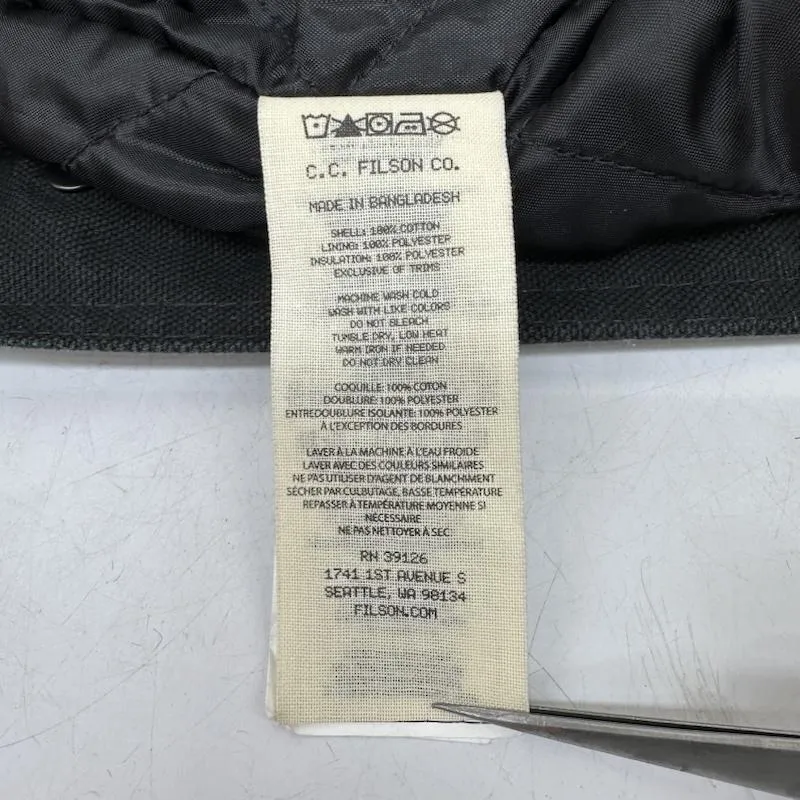 C.C. FILSON CO.
MADE IN BANGLADESH
SHELL: 100% COTTON
LINING: 100% POLYESTER
INSULATION: 100% POLYESTER
EXCLUSIVE OF TRIMS
MACHINE WASH COLD
WASH WITH LIKE COLORS
DO NOT BLEACH
TUMBLE DRY, LOW HEAT
WARM IRON IF NEEDED
DO NOT DRY CLEAN
COQUILLE: 100% COTON
DOUBLURE: 100% POLYESTER
ENTREDOUBLURE ISOLANTE: 100% POLYESTER
À L'EXCEPTION DES BORDURES
LAVER À LA MACHINE À L'EAU FROIDE
LAVER AVEC DES COULEURS SIMILAIRES
NE PAS UTILISER D'AGENT DE BLANCHIMENT
SÉCHER PAR CULBUTAGE, BASSE TEMPÉRATURE
REPASSER À TEMPÉRATURE MOYENNE SI
NÉCESSAIRE
NE PAS NETTOYER À SEC
RN 39126
1741 1ST AVENUE S
SEATTLE, WA 98134
FILSON.COM